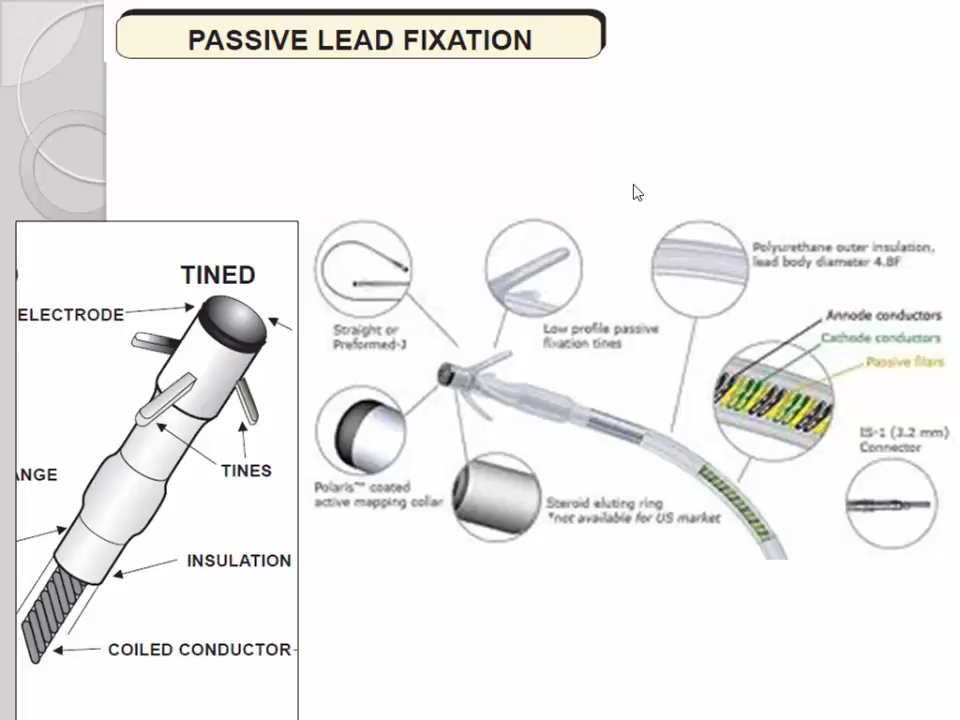 PASSIVE LEAD FIXATION
TINED
ELECTRODE
TINES
ANGE
INSULATION
COILED CONDUCTOR
Straight or
Preformed-J
Low profile passive
fixation tines
Polyurethane outer insulation,
lead body diameter 4.8F
Annode conductors
Cathode conductors
Passive filars
IS-1 (3.2 mm)
Connector
Polaris™ coated
active mapping collar
Steroid eluting ring
*not available for US market